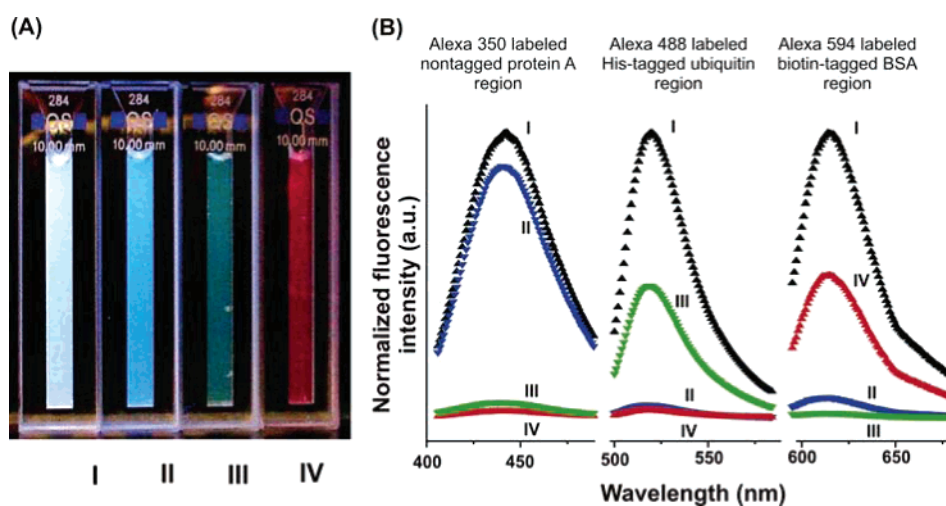 (A)
284
QS
10.00 mm
284
QS
10.00 mm
284
QS
10.00 mm
284
QS
10.00 mm
I II III IV
(B)
Alexa 350 labeled
nontagged protein A
region
Alexa 488 labeled
His-tagged ubiquitin
region
Alexa 594 labeled
biotin-tagged BSA
region
Normalized fluorescence
intensity (a.u.)
I
II
III
IV
I
III
II
IV
I
IV
II
III
400 450 500 550 600 650
Wavelength (nm)